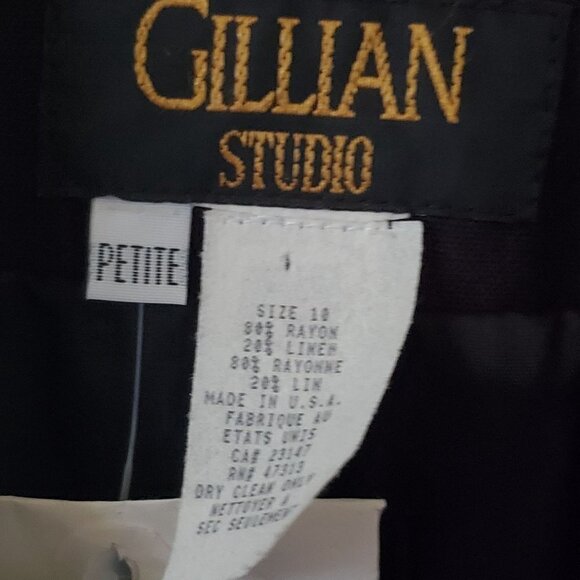 GILLIAN
STUDIO
PETITE
SIZE 10
80% RAYON
20% LINEN
80% RAYONNE
20% LIN
MADE IN U.S.A.
FABRIQUE AU
ETATS UNIS
CA# 23147
RN# 47313
DRY CLEAN ONLY
NETTOYER A
SEC SEULEMENT